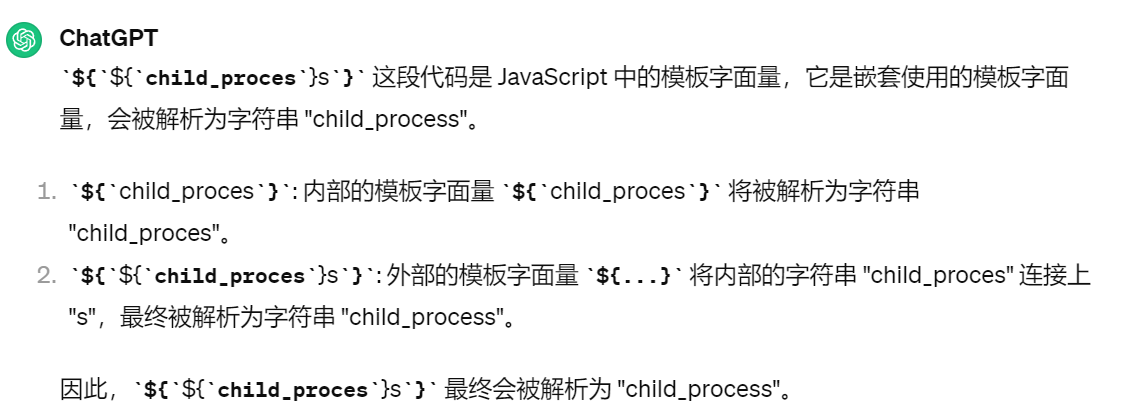 ChatGPT
`${`${`child_proces`}s`}` 这段代码是 JavaScript 中的模板字面量，它是嵌套使用的模板字面
量，会被解析为字符串 "child_process"。
1. `${`child_proces`}`: 内部的模板字面量 `${`child_proces`}` 将被解析为字符串
"child_proces"。
2. `${`${`child_proces`}s`}`: 外部的模板字面量 `${...}` 将内部的字符串 "child_proces" 连接上
"s"，最终被解析为字符串 "child_process"。
因此，`${`${`child_proces`}s`}` 最终会被解析为 "child_process"。